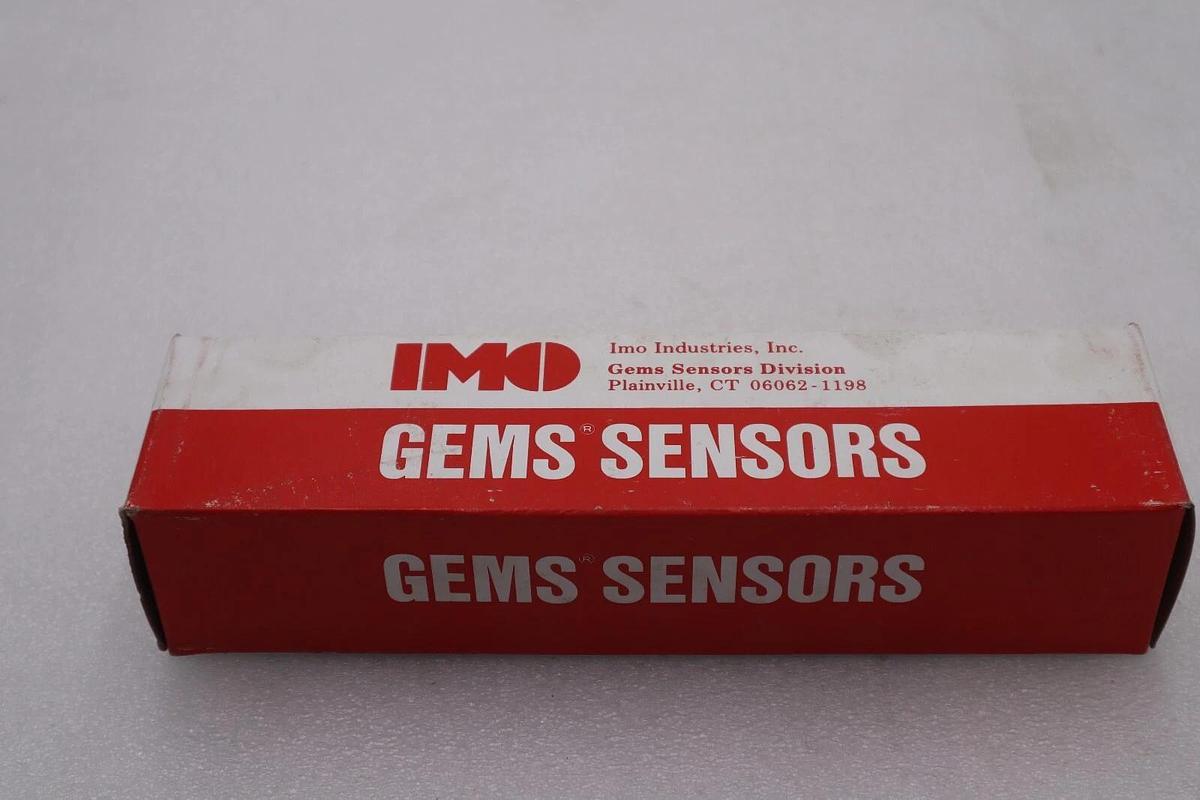 IMO
Imo Industries, Inc.
Gems Sensors Division
Plainville, CT 06062-1198
GEMS® SENSORS
GEMS® SENSORS